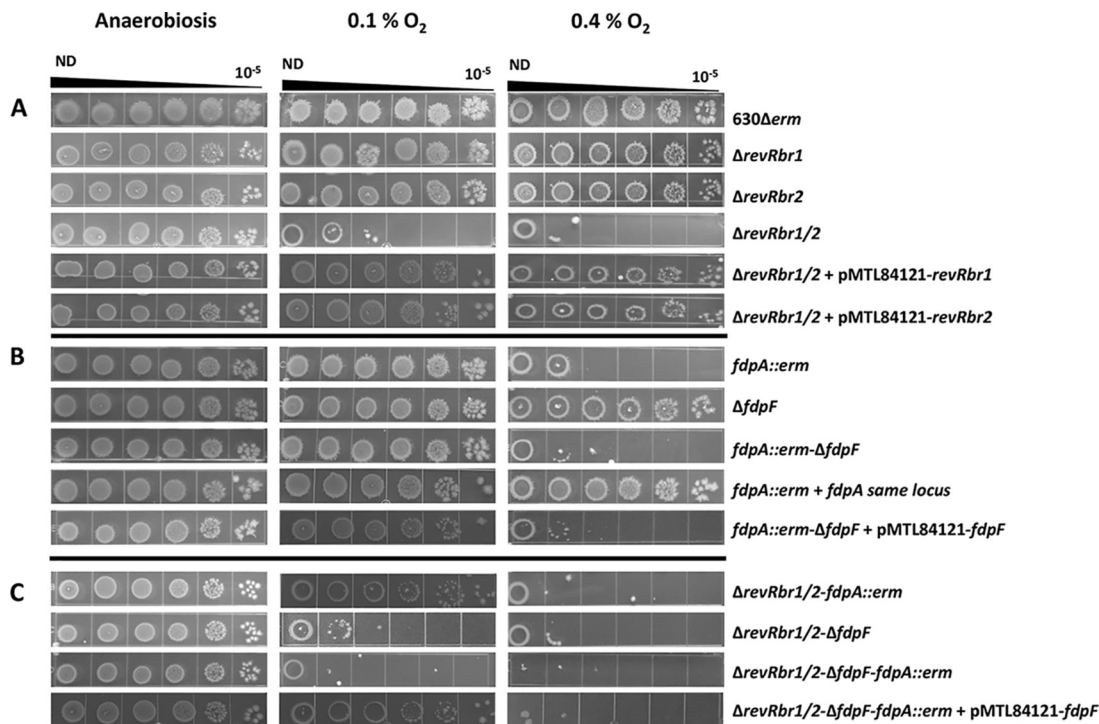 Anaerobiosis
0.1 % O₂
0.4 % O₂
ND
10⁻⁵
ND
10⁻⁵
ND
10⁻⁵
A
630Δerm
ΔrevRbr1
ΔrevRbr2
ΔrevRbr1/2
ΔrevRbr1/2 + pMTL84121-revRbr1
ΔrevRbr1/2 + pMTL84121-revRbr2
B
fdpA::erm
ΔfdpF
fdpA::erm-ΔfdpF
fdpA::erm + fdpA same locus
fdpA::erm-ΔfdpF + pMTL84121-fdpF
C
ΔrevRbr1/2-fdpA::erm
ΔrevRbr1/2-ΔfdpF
ΔrevRbr1/2-ΔfdpF-fdpA::erm
ΔrevRbr1/2-ΔfdpF-fdpA::erm + pMTL84121-fdpF